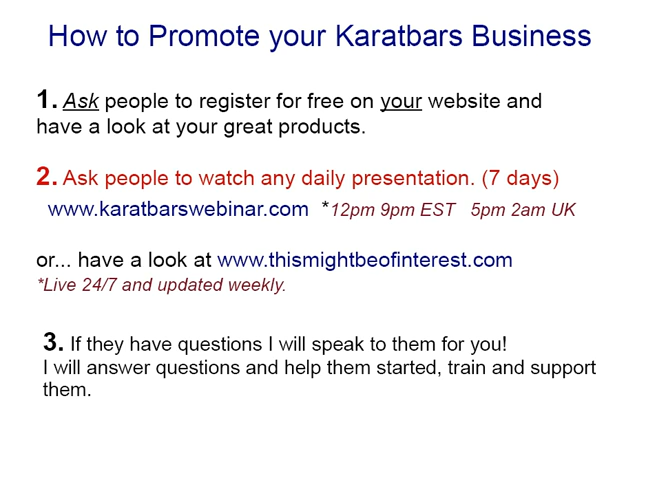 How to Promote your Karatbars Business
1. Ask people to register for free on your website and
have a look at your great products.
2. Ask people to watch any daily presentation. (7 days)
www.karatbarswebinar.com *12pm 9pm EST 5pm 2am UK
or... have a look at www.thismightbeofinterest.com
*Live 24/7 and updated weekly.
3. If they have questions I will speak to them for you!
I will answer questions and help them started, train and support
them.